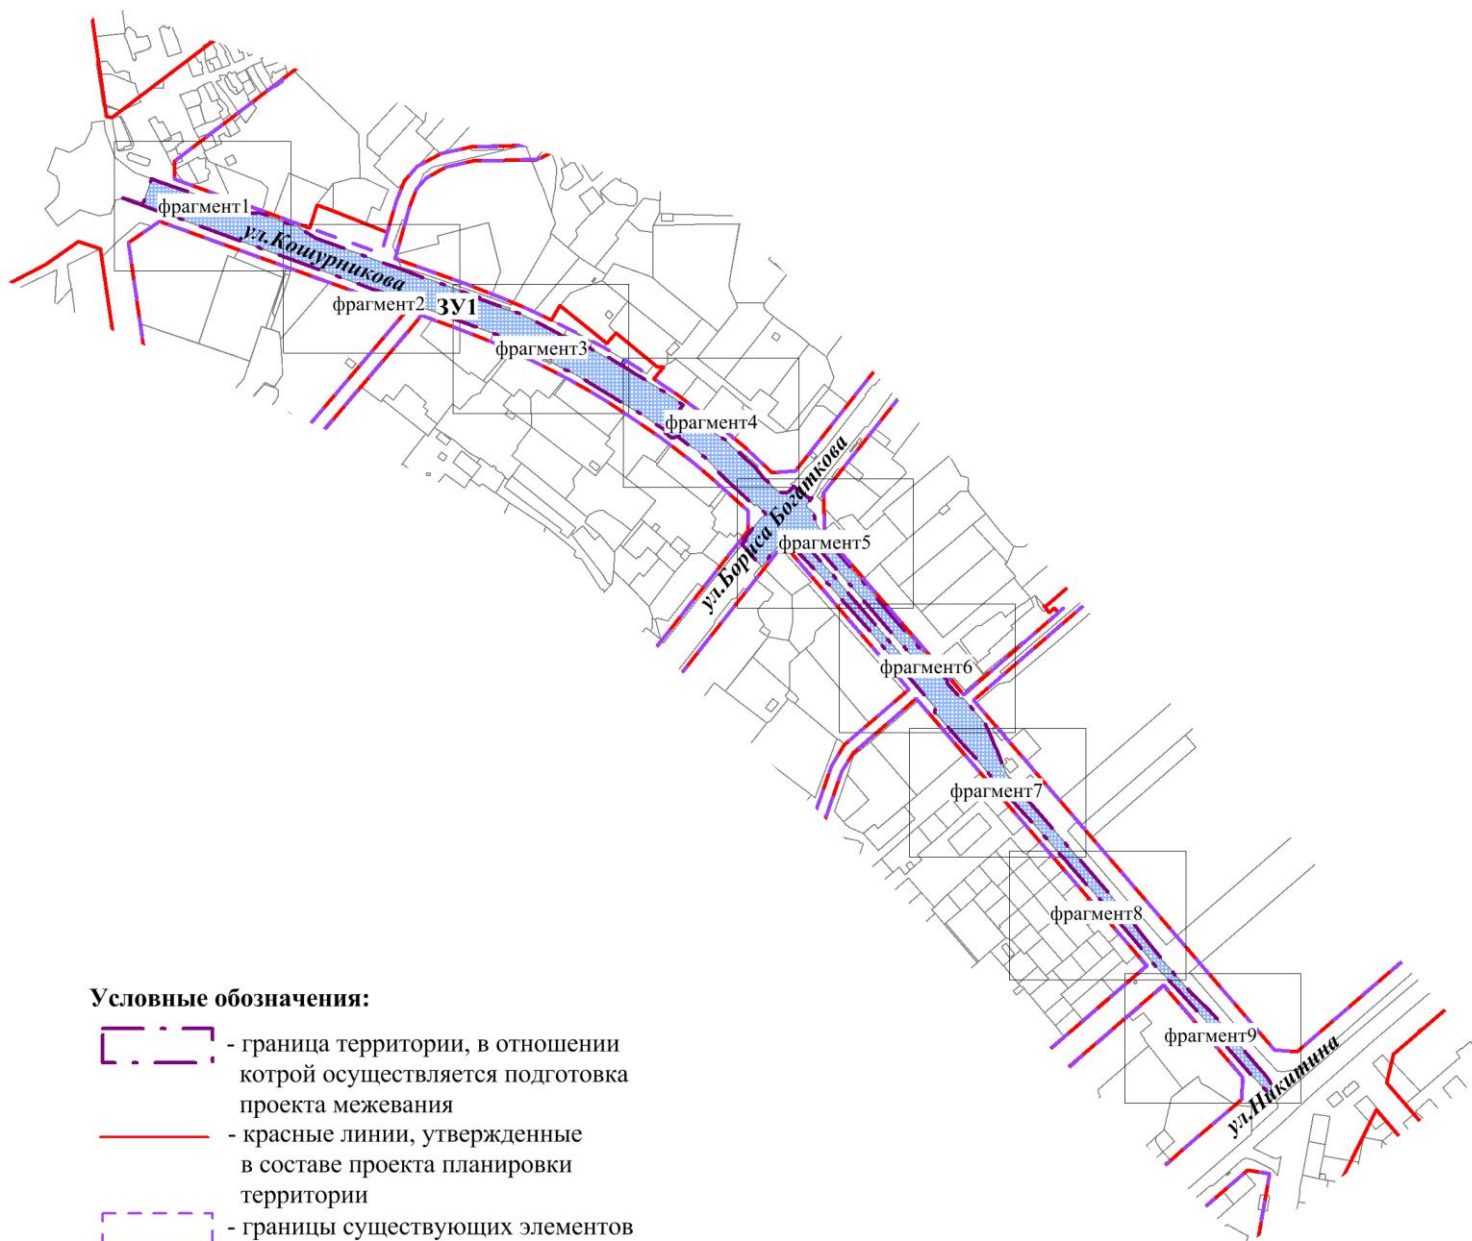 фрагмент1
ул.Кошурникова
фрагмент2
ЗУ1
фрагмент3
фрагмент4
ул.Бориса Богаткова
фрагмент5
фрагмент6
фрагмент7
фрагмент8
фрагмент9
ул.Никитина
Условные обозначения:
- граница территории, в отношении
котрой осуществляется подготовка
проекта межевания
- красные линии, утвержденные
в составе проекта планировки
территории
- границы существующих элементов